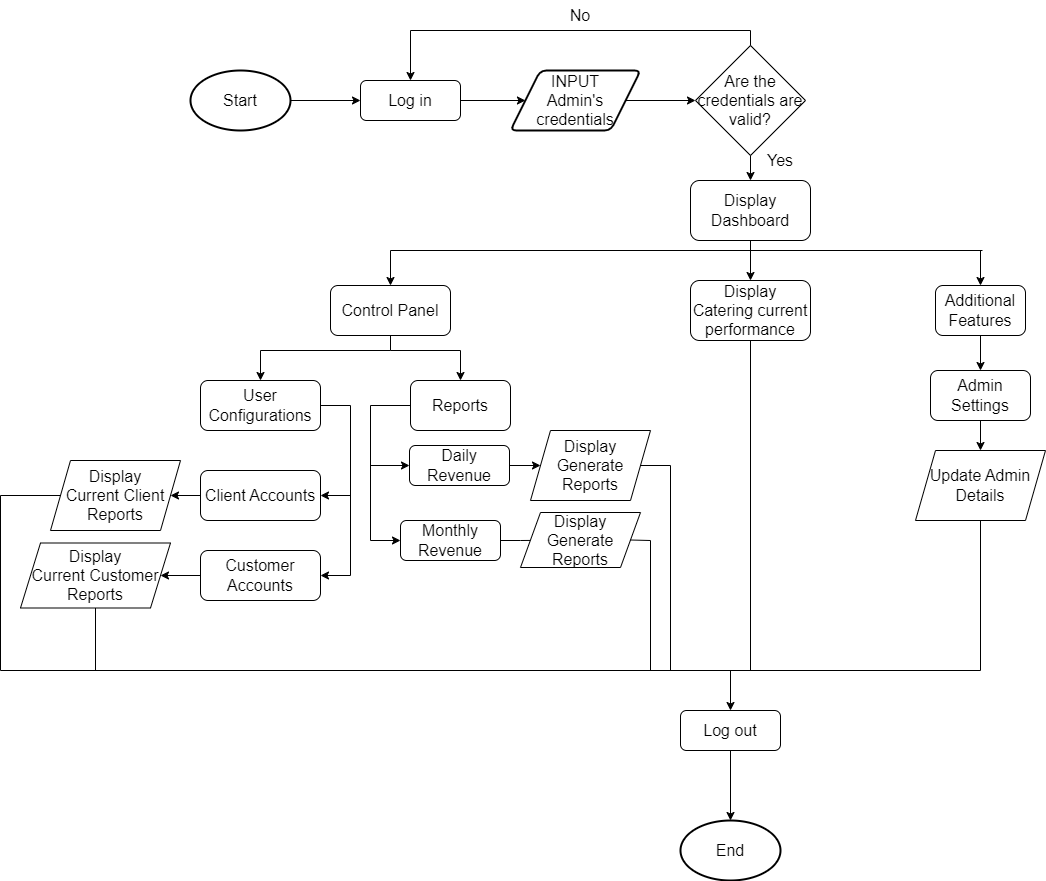 No
Start
Log in
INPUT
Admin's
credentials
Are the
credentials are
valid?
Yes
Display
Dashboard
Control Panel
Display
Catering current
performance
Additional
Features
User
Configurations
Reports
Admin
Settings
Daily
Revenue
Display
Generate
Reports
Display
Current Client
Reports
Client Accounts
Update Admin
Details
Monthly
Revenue
Display
Generate
Reports
Display
Current Customer
Reports
Customer
Accounts
Log out
End